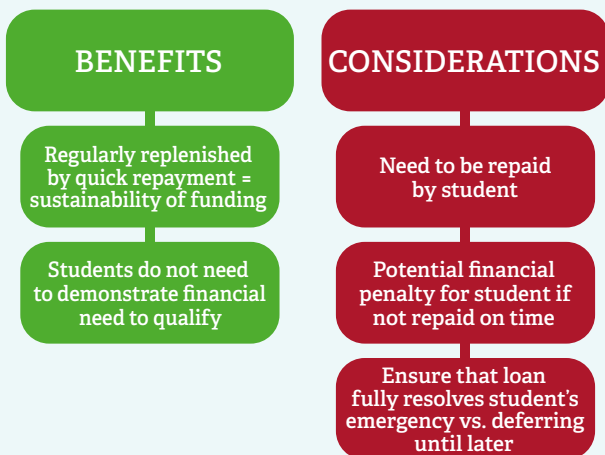 BENEFITS
Regularly replenished
by quick repayment =
sustainability of funding
Students do not need
to demonstrate financial
need to qualify
CONSIDERATIONS
Need to be repaid
by student
Potential financial
penalty for student if
not repaid on time
Ensure that loan
fully resolves student’s
emergency vs. deferring
until later